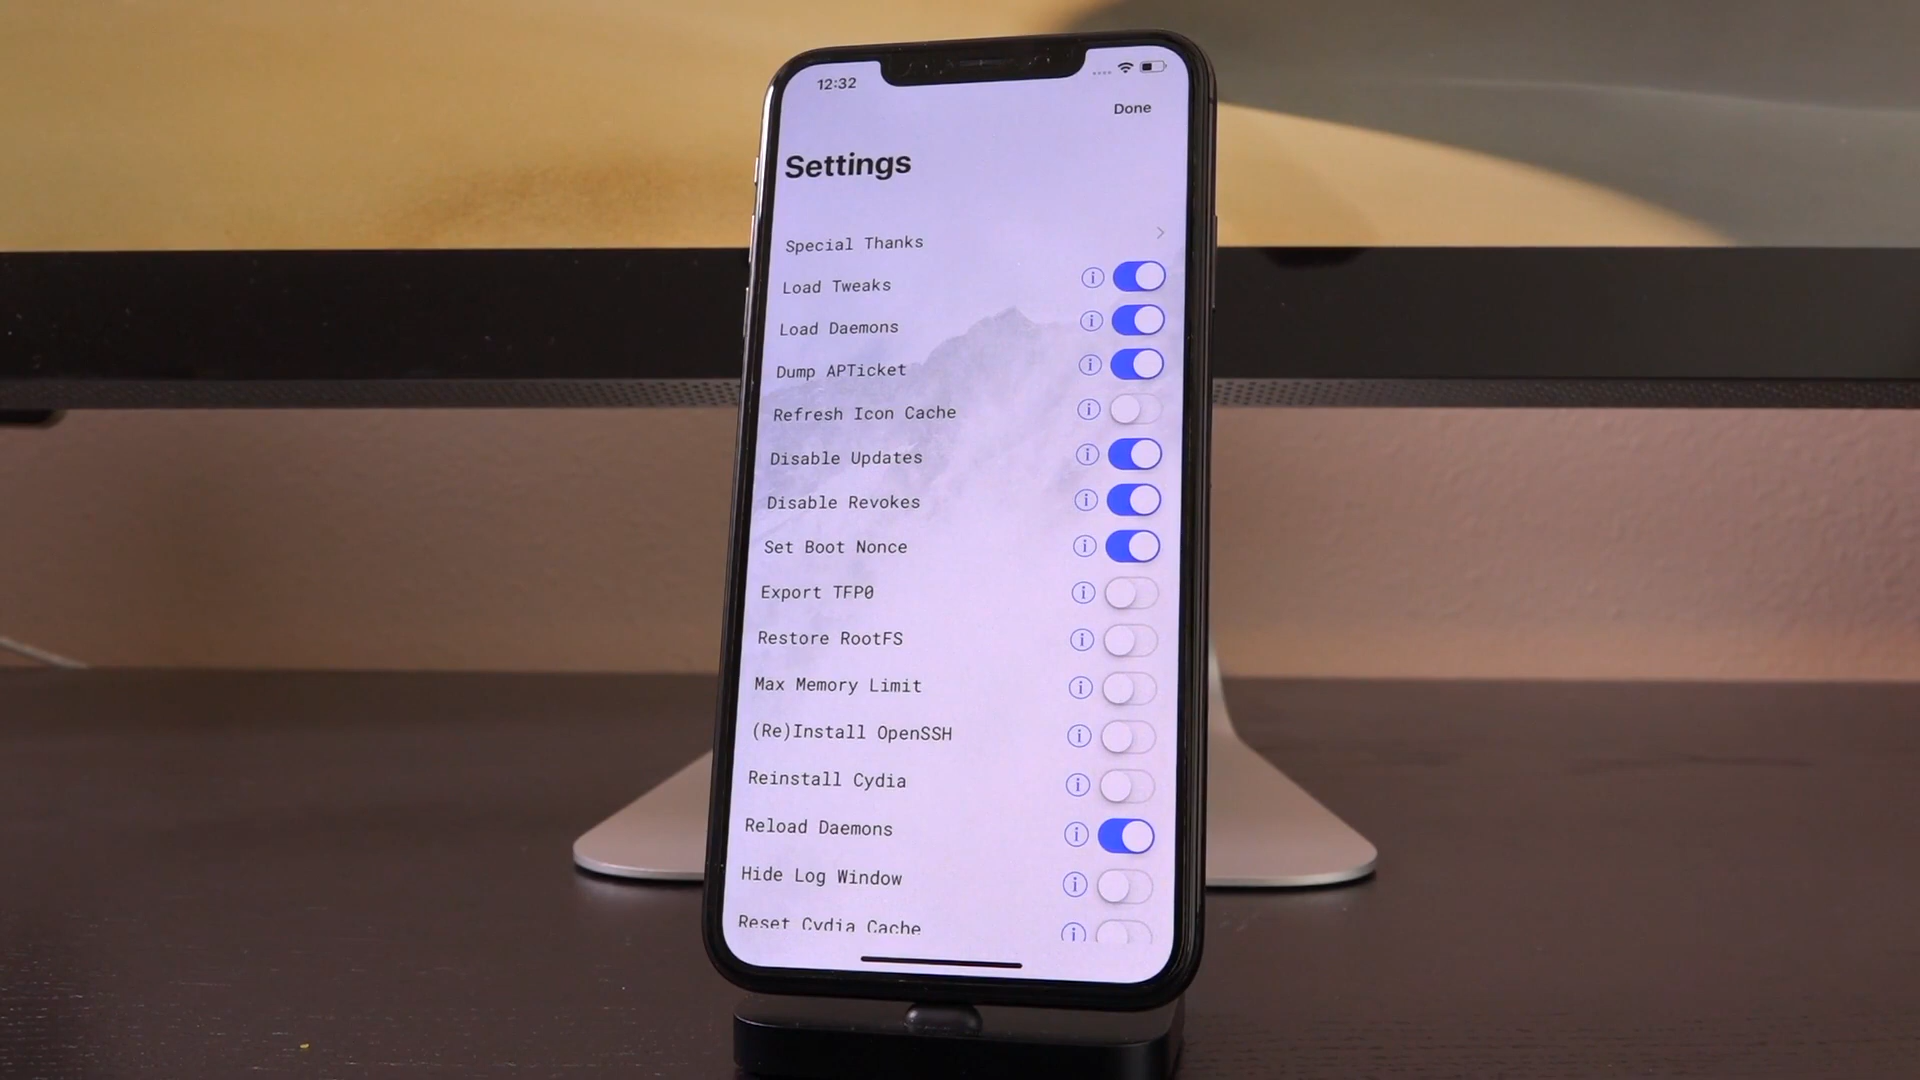 12:32
Done
Settings
Special Thanks
Load Tweaks
Load Daemons
Dump APTicket
Refresh Icon Cache
Disable Updates
Disable Revokes
Set Boot Nonce
Export TFP0
Restore RootFS
Max Memory Limit
(Re)Install OpenSSH
Reinstall Cydia
Reload Daemons
Hide Log Window
Reset Cydia Cache